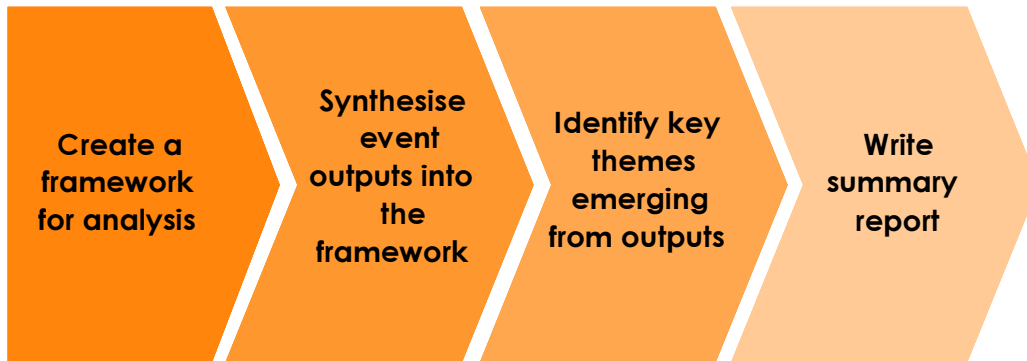 Create a
framework
for analysis
Synthesise
event
outputs into
the
framework
Identify key
themes
emerging
from outputs
Write
summary
report